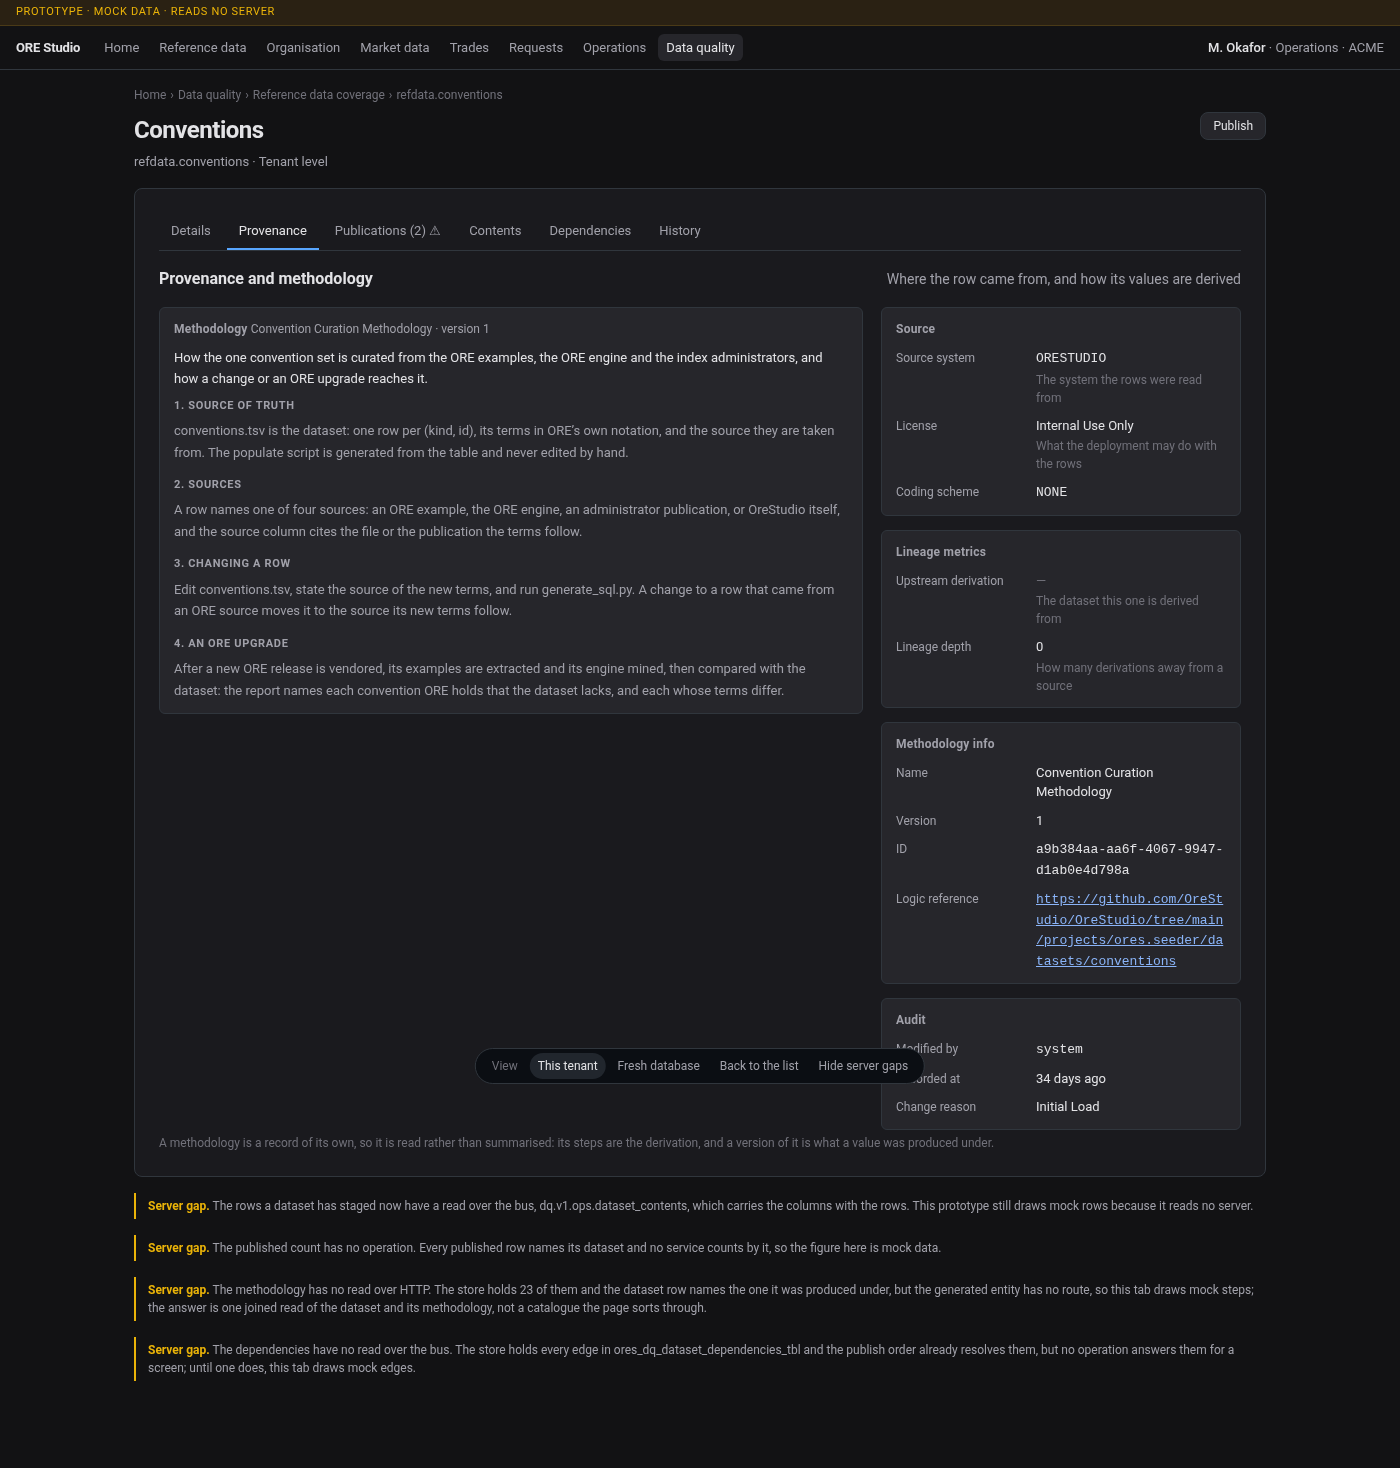 PROTOTYPE · MOCK DATA · READS NO SERVER
ORE Studio Home Reference data Organisation Market data Trades Requests Operations Data quality M. Okafor · Operations · ACME
Home › Data quality › Reference data coverage › refdata.conventions
Conventions
Publish
refdata.conventions · Tenant level
Details Provenance Publications (2) ⚠ Contents Dependencies History
Provenance and methodology
Where the row came from, and how its values are derived
Methodology Convention Curation Methodology · version 1
How the one convention set is curated from the ORE examples, the ORE engine and the index administrators, and
how a change or an ORE upgrade reaches it.
1. SOURCE OF TRUTH
conventions.tsv is the dataset: one row per (kind, id), its terms in ORE's own notation, and the source they are taken
from. The populate script is generated from the table and never edited by hand.
2. SOURCES
A row names one of four sources: an ORE example, the ORE engine, an administrator publication, or OreStudio itself,
and the source column cites the file or the publication the terms follow.
3. CHANGING A ROW
Edit conventions.tsv, state the source of the new terms, and run generate_sql.py. A change to a row that came from
an ORE source moves it to the source its new terms follow.
4. AN ORE UPGRADE
After a new ORE release is vendored, its examples are extracted and its engine mined, then compared with the
dataset: the report names each convention ORE holds that the dataset lacks, and each whose terms differ.
Source
Source system ORESTUDIO
The system the rows were read
from
License Internal Use Only
What the deployment may do with
the rows
Coding scheme NONE
Lineage metrics
Upstream derivation —
The dataset this one is derived
from
Lineage depth 0
How many derivations away from a
source
Methodology info
Name Convention Curation
Methodology
Version 1
ID a9b384aa-aa6f-4067-9947-
d1ab0e4d798a
Logic reference https://github.com/OreSt
udio/OreStudio/tree/main
/projects/ores.seeder/da
tasets/conventions
Audit
Modified by system
orded at 34 days ago
Change reason Initial Load
View This tenant Fresh database Back to the list Hide server gaps
A methodology is a record of its own, so it is read rather than summarised: its steps are the derivation, and a version of it is what a value was produced under.
Server gap. The rows a dataset has staged now have a read over the bus, dq.v1.ops.dataset_contents, which carries the columns with the rows. This prototype still draws mock rows because it reads no server.
Server gap. The published count has no operation. Every published row names its dataset and no service counts by it, so the figure here is mock data.
Server gap. The methodology has no read over HTTP. The store holds 23 of them and the dataset row names the one it was produced under, but the generated entity has no route, so this tab draws mock steps;
the answer is one joined read of the dataset and its methodology, not a catalogue the page sorts through.
Server gap. The dependencies have no read over the bus. The store holds every edge in ores_dq_dataset_dependencies_tbl and the publish order already resolves them, but no operation answers them for a
screen; until one does, this tab draws mock edges.